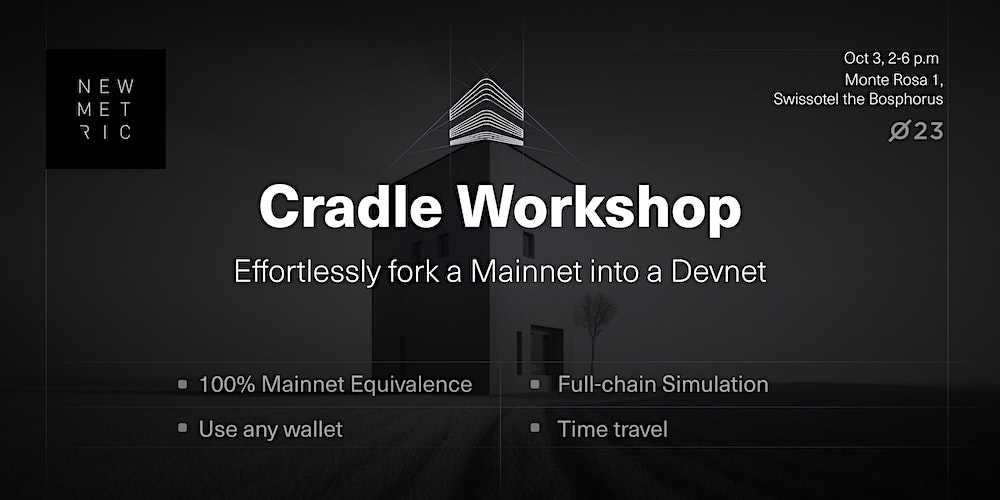 NEW
MET
RIC
Oct 3, 2-6 p.m
Monte Rosa 1,
Swissotel the Bosphorus
Ø23
Cradle Workshop
Effortlessly fork a Mainnet into a Devnet
100% Mainnet Equivalence
Full-chain Simulation
Use any wallet
Time travel